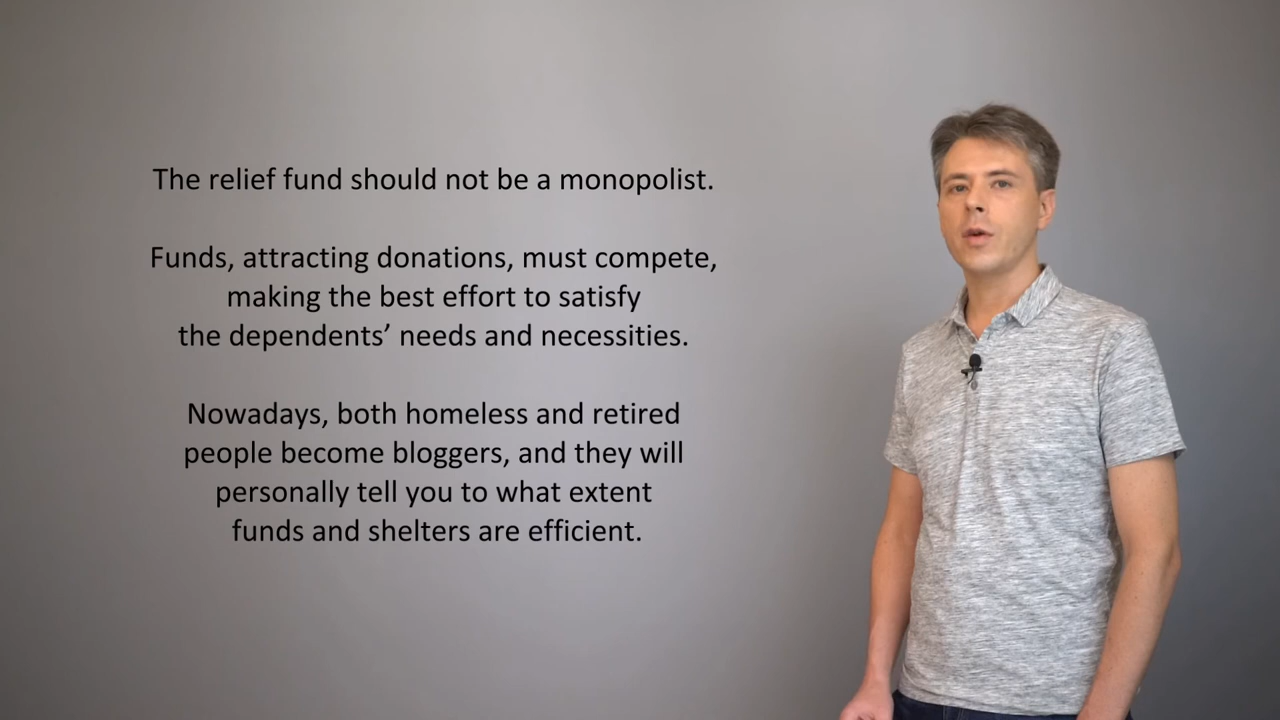 The relief fund should not be a monopolist.
Funds, attracting donations, must compete,
making the best effort to satisfy
the dependents’ needs and necessities.
Nowadays, both homeless and retired
people become bloggers, and they will
personally tell you to what extent
funds and shelters are efficient.